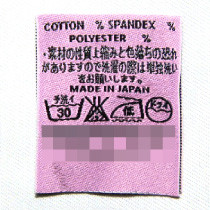 COTTON % SPANDEX %
POLYESTER %
・素材の性質上縮みと色落ちの恐れ
がありますので洗濯の際は単独洗い
をお願いします。
MADE IN JAPAN
手洗イ
30
中